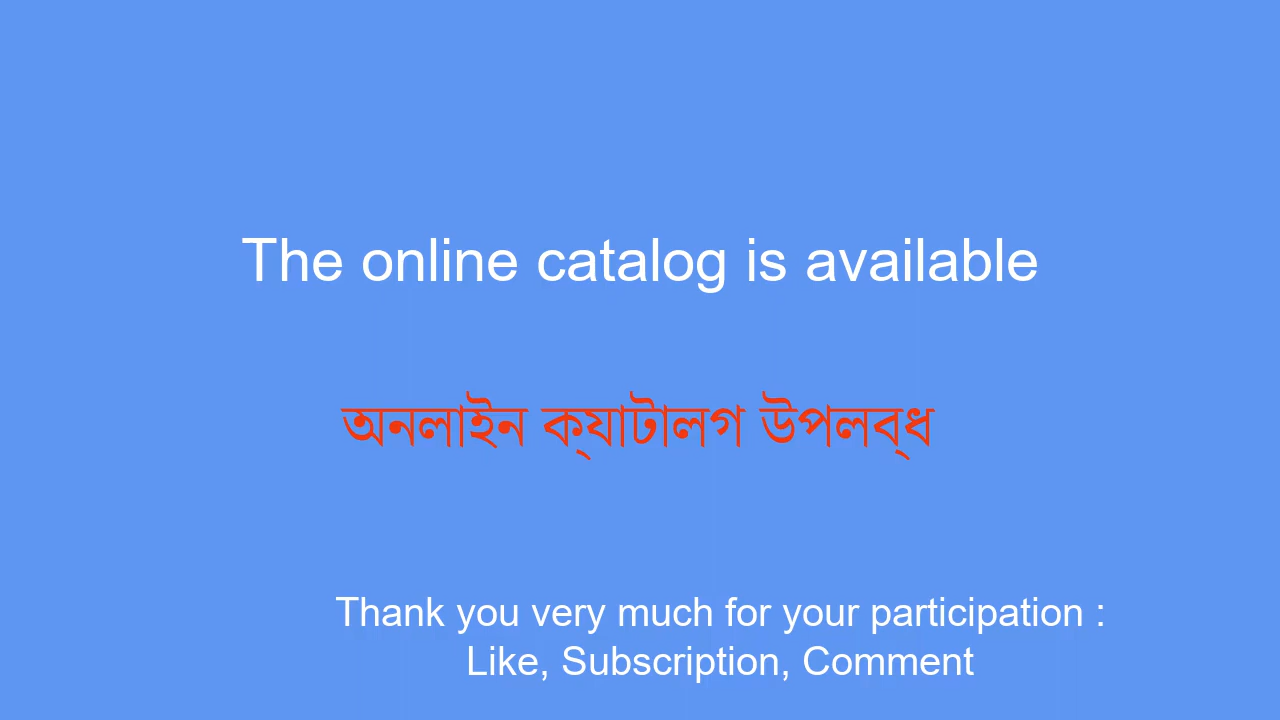 The online catalog is available
অনলাইন ক্যাটালগ উপলব্ধ
Thank you very much for your participation :
Like, Subscription, Comment